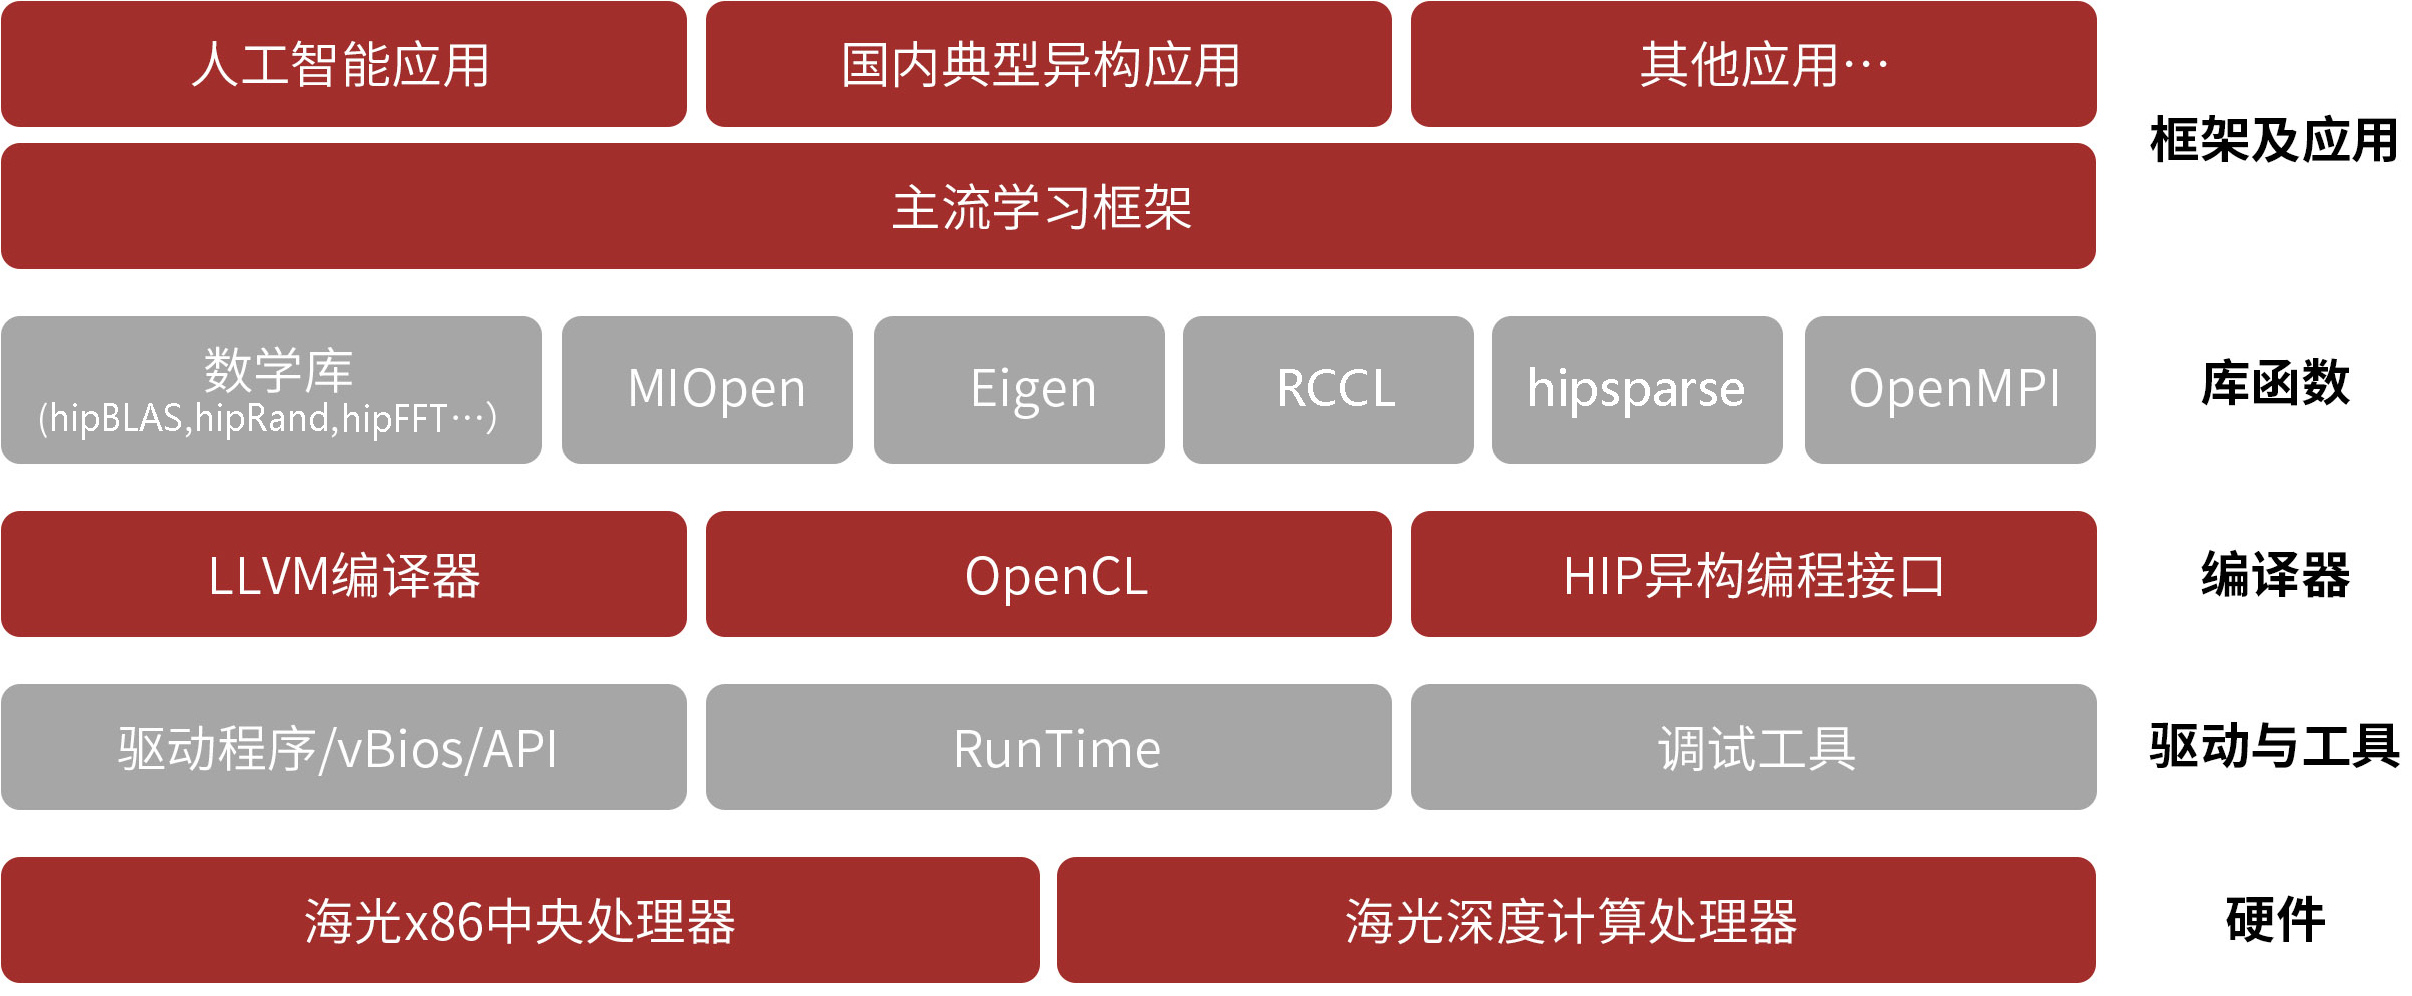 人工智能应用
国内典型异构应用
其他应用…
框架及应用
主流学习框架
数学库
(hipBLAS,hipRand,hipFFT…)
MIOpen
Eigen
RCCL
hipsparse
OpenMPI
库函数
LLVM编译器
OpenCL
HIP异构编程接口
编译器
驱动程序/vBios/API
RunTime
调试工具
驱动与工具
海光x86中央处理器
海光深度计算处理器
硬件